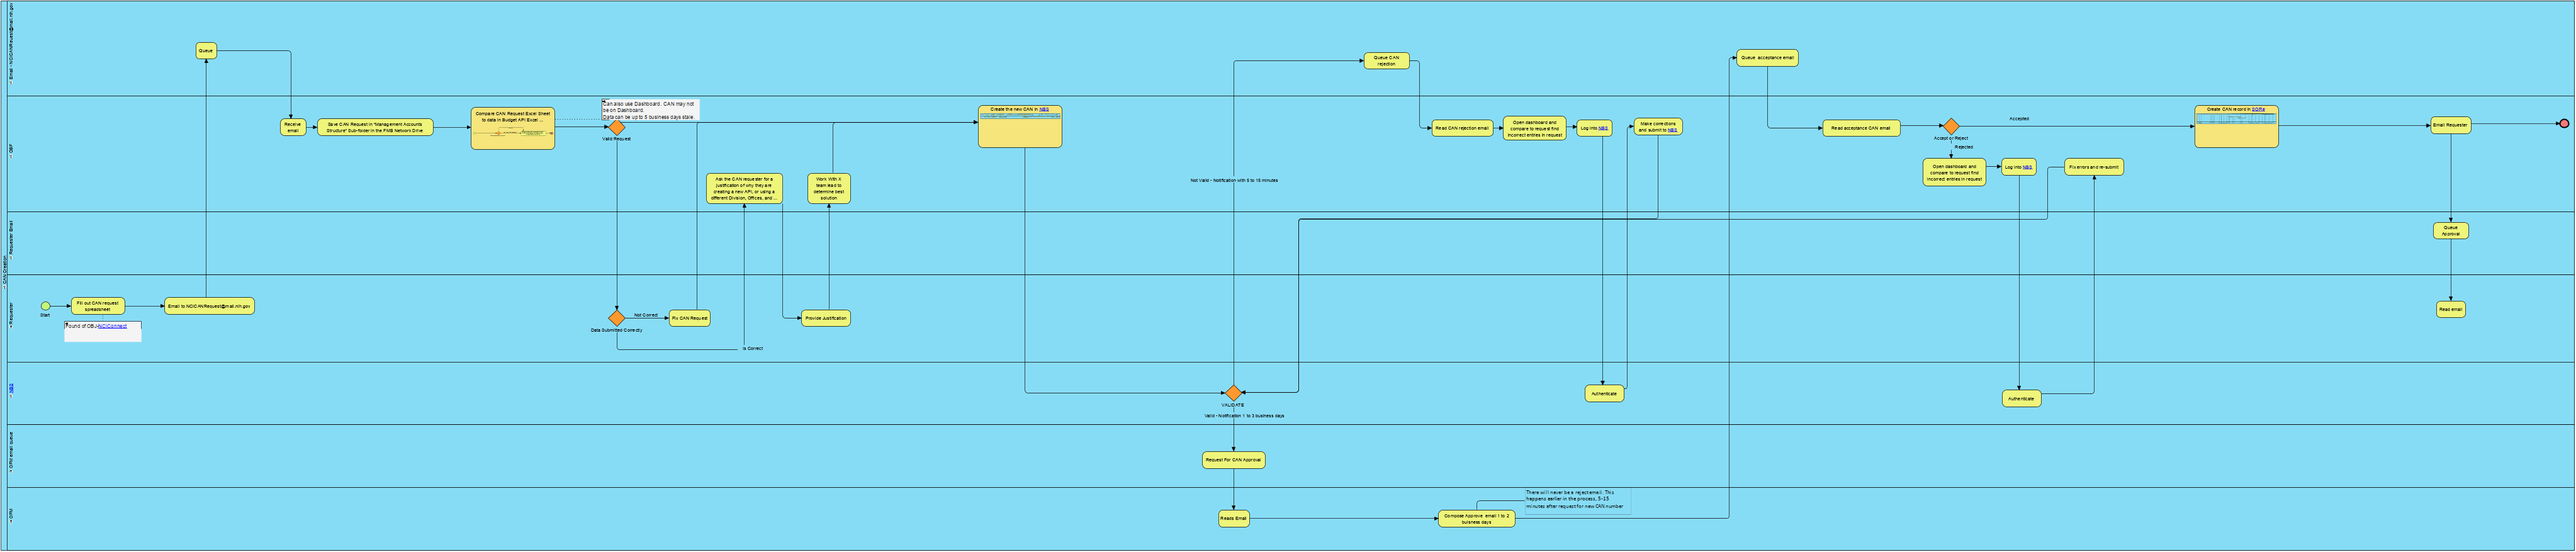 CAN Creation
Email - NCICANRequest@mail.nih.gov
OBF
Requester Email
Requester
NBS
OFM email queue
OFM
Queue
Queue CAN
rejection
Queue acceptance email
Receive
email
Save CAN Request in "Management Accounts
Structure" Sub-folder in the FMB Network Drive
Compare CAN Request Excel Sheet
to data in Budget API Excel ...
Can also use Dashboard. CAN may not
be on Dashboard.
Data can be up to 5 business days stale.
Valid Request
Create the new CAN in NBS
Read CAN rejection email
Open dashboard and
compare to request find
incorrect entries in request
Log into NBS
Make corrections
and submit to NBS
Read acceptance CAN email
Accept or Reject
Accepted
Rejected
Open dashboard and
compare to request find
incorrect entries in request
Log into NBS
Fix errors and re-submit
Create CAN record in
Email Requester
Ask the CAN requester for a
justification of why they are
creating a new API, or using a
different Division, Offices, and ...
Work With X
team lead to
determine best
solution
Not Valid - Notification with 5 to 15 minutes
Queue
Approval
Start
Fill out CAN request
spreadsheet
Email to NCICANRequest@mail.nih.gov
Found of OBJ-NCIConnect
Data Submitted Correctly
Not Correct
Fix CAN Request
Provide Justification
Is Correct
Read email
VALIDATE
Valid - Notification 1 to 3 business days
Authenticate
Authenticate
Request For CAN Approval
Reads Email
Compose Approve email 1 to 2
buisness days
There will never be a reject email. This
happens earlier in the process, 5-15
minutes after request for new CAN number